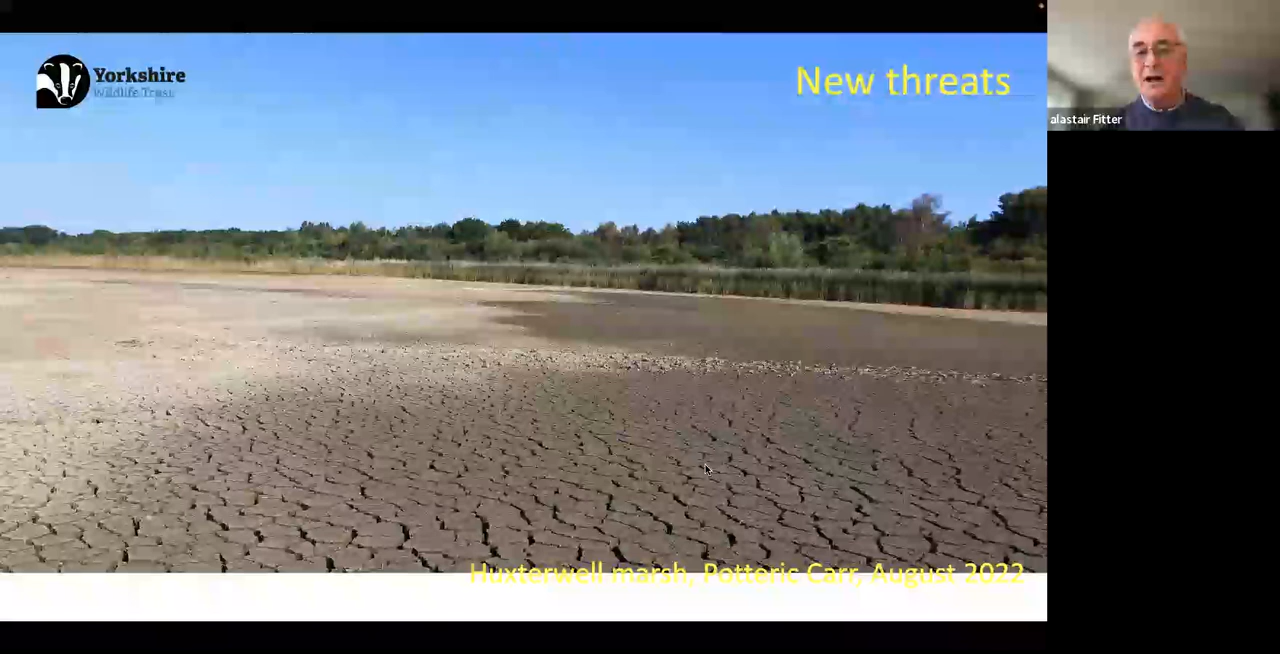 Yorkshire
Wildlife Trust
New threats
alastair Fitter
Huxterwell marsh, Potteric Carr, August 2022